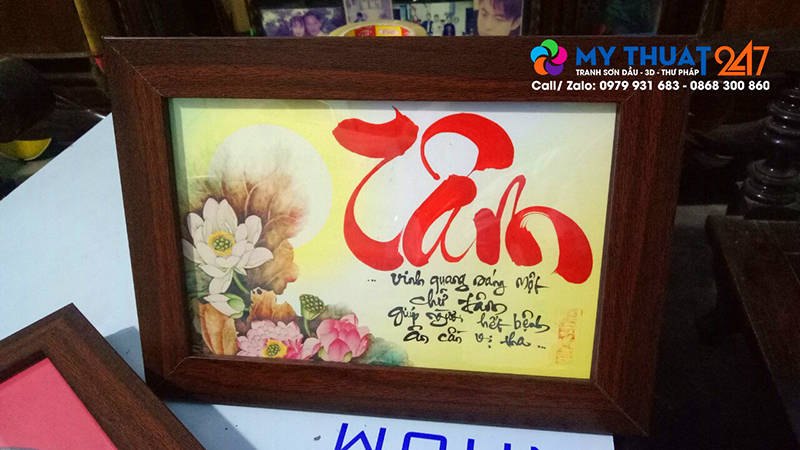 MY THUAT 247
TRANH SƠN DẦU - 3D - THƯ PHÁP
Call/ Zalo: 0979 931 683 - 0868 300 860
Tâm
... vinh quang sáng một
chữ tâm
giúp người hết bệnh
ân cần vị tha ...